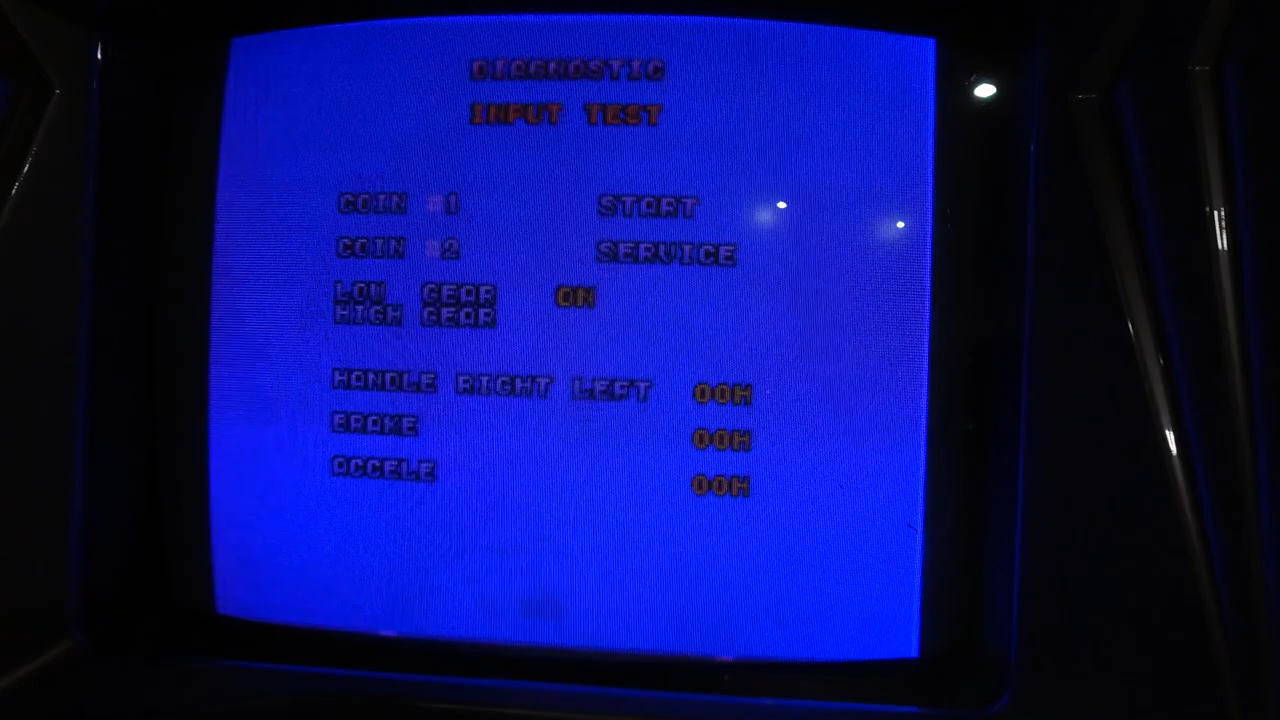 DIAGNOSTIC
INPUT TEST
COIN #1 START
COIN #2 SERVICE
LOW GEAR ON
HIGH GEAR
HANDLE RIGHT LEFT 00H
BRAKE 00H
ACCELE 00H